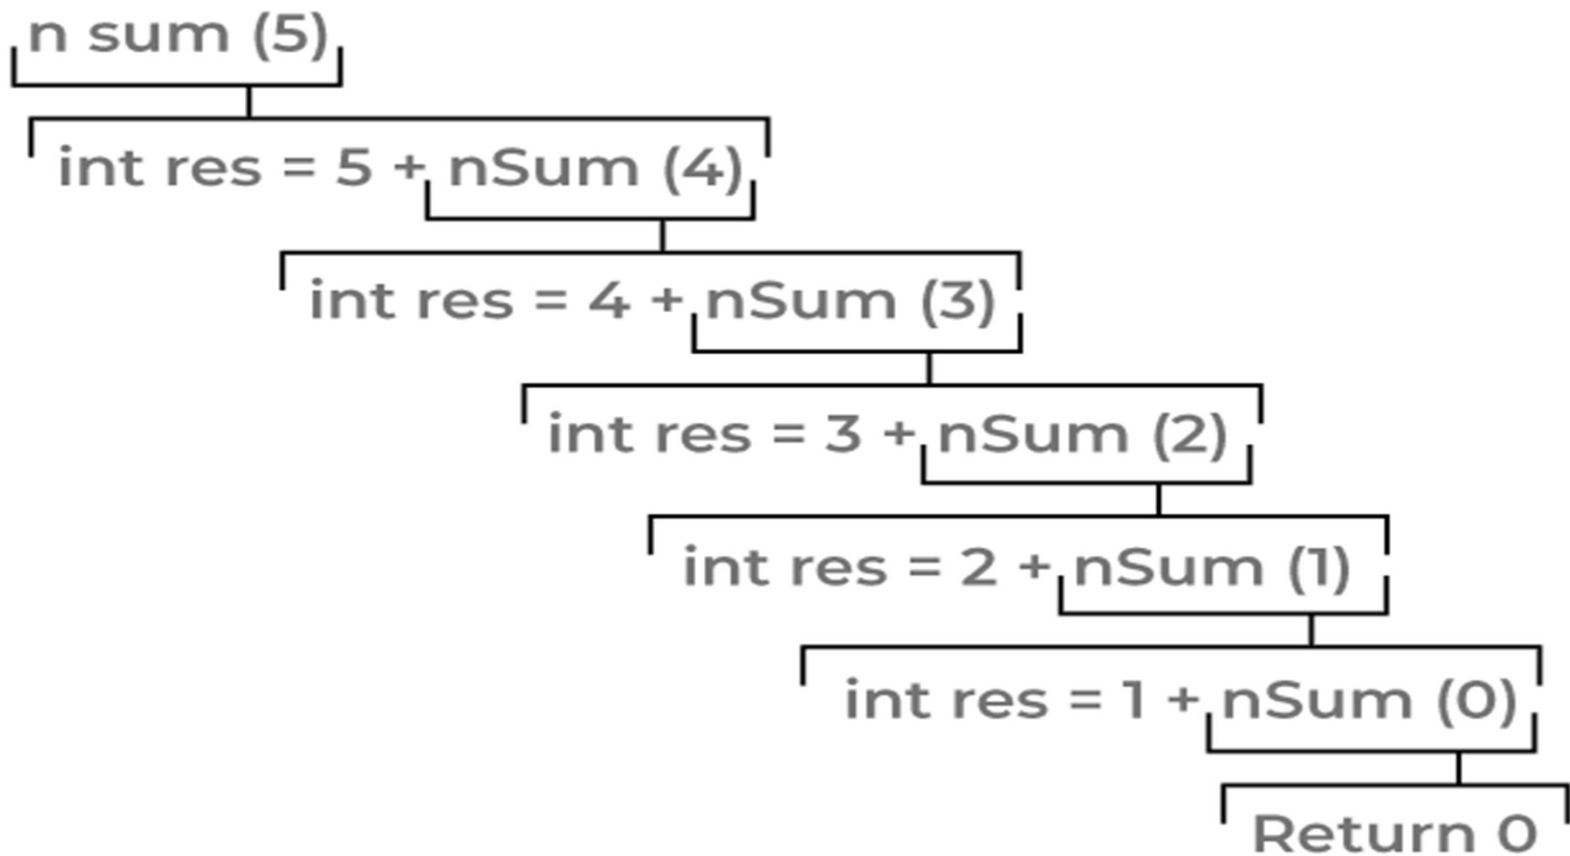 n sum (5)
int res = 5 + nSum (4)
int res = 4 + nSum (3)
int res = 3 + nSum (2)
int res = 2 + nSum (1)
int res = 1 + nSum (0)
Return 0